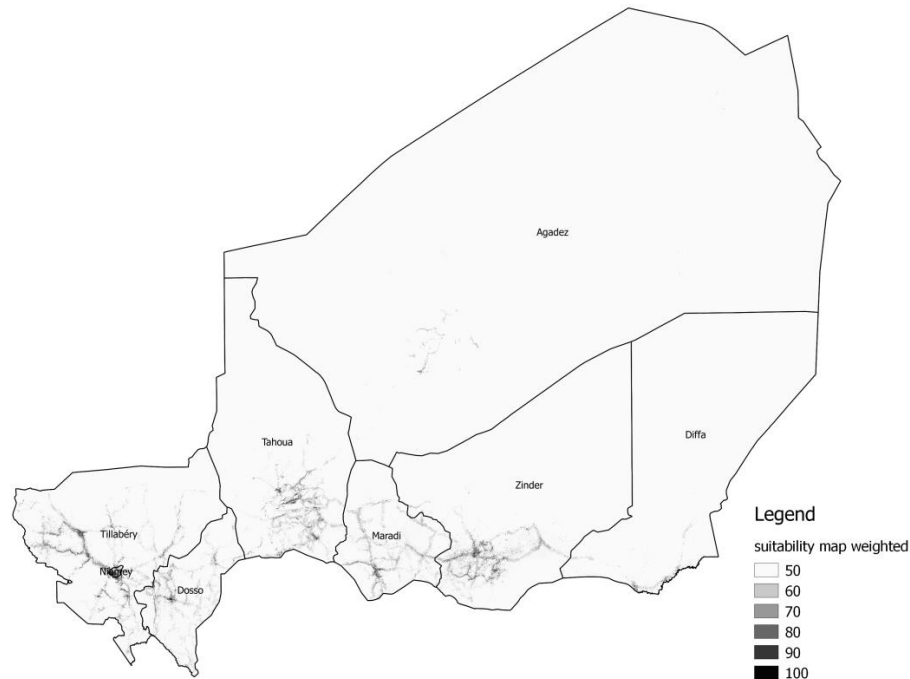 Agadez
Diffa
Tahoua
Zinder
Tillabéry
Maradi
Niamey
Dosso
Legend
suitability map weighted
50
60
70
80
90
100